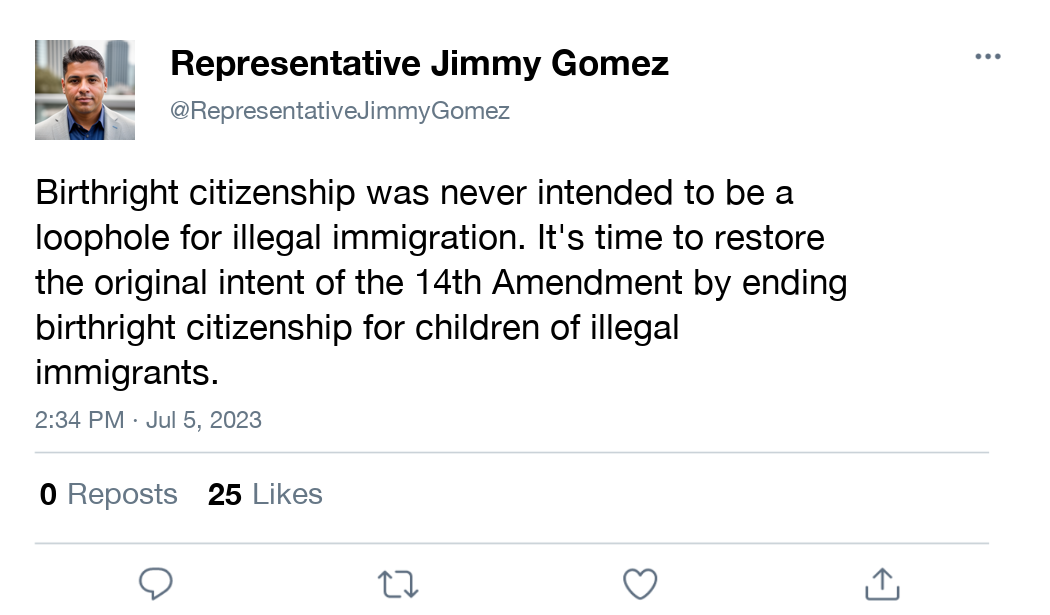 Representative Jimmy Gomez
@RepresentativeJimmyGomez
Birthright citizenship was never intended to be a
loophole for illegal immigration. It's time to restore
the original intent of the 14th Amendment by ending
birthright citizenship for children of illegal
immigrants.
2:34 PM · Jul 5, 2023
0 Reposts 25 Likes